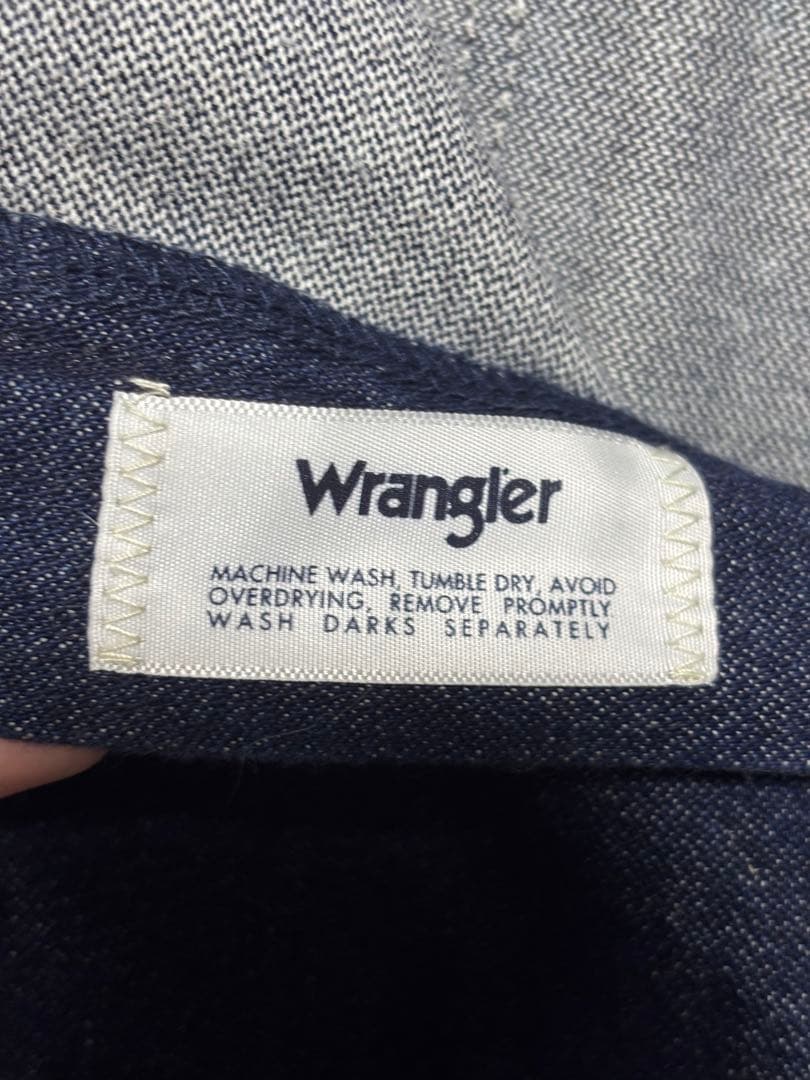 Wrangler
MACHINE WASH, TUMBLE DRY, AVOID
OVERDRYING, REMOVE PROMPTLY
WASH DARKS SEPARATELY